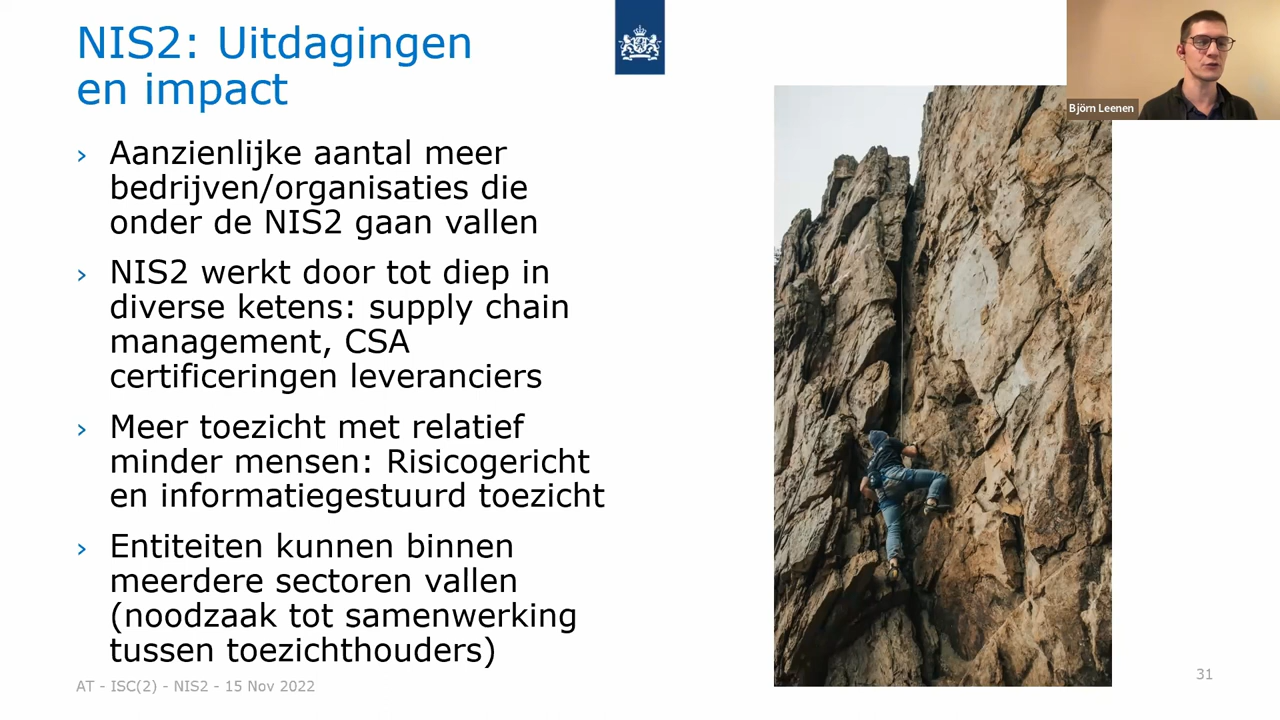 NIS2: Uitdagingen
en impact
Björn Leenen
› Aanzienlijke aantal meer
bedrijven/organisaties die
onder de NIS2 gaan vallen
› NIS2 werkt door tot diep in
diverse ketens: supply chain
management, CSA
certificeringen leveranciers
› Meer toezicht met relatief
minder mensen: Risicogericht
en informatiegestuurd toezicht
› Entiteiten kunnen binnen
meerdere sectoren vallen
(noodzaak tot samenwerking
tussen toezichthouders)
AT - ISC(2) - NIS2 - 15 Nov 2022
31